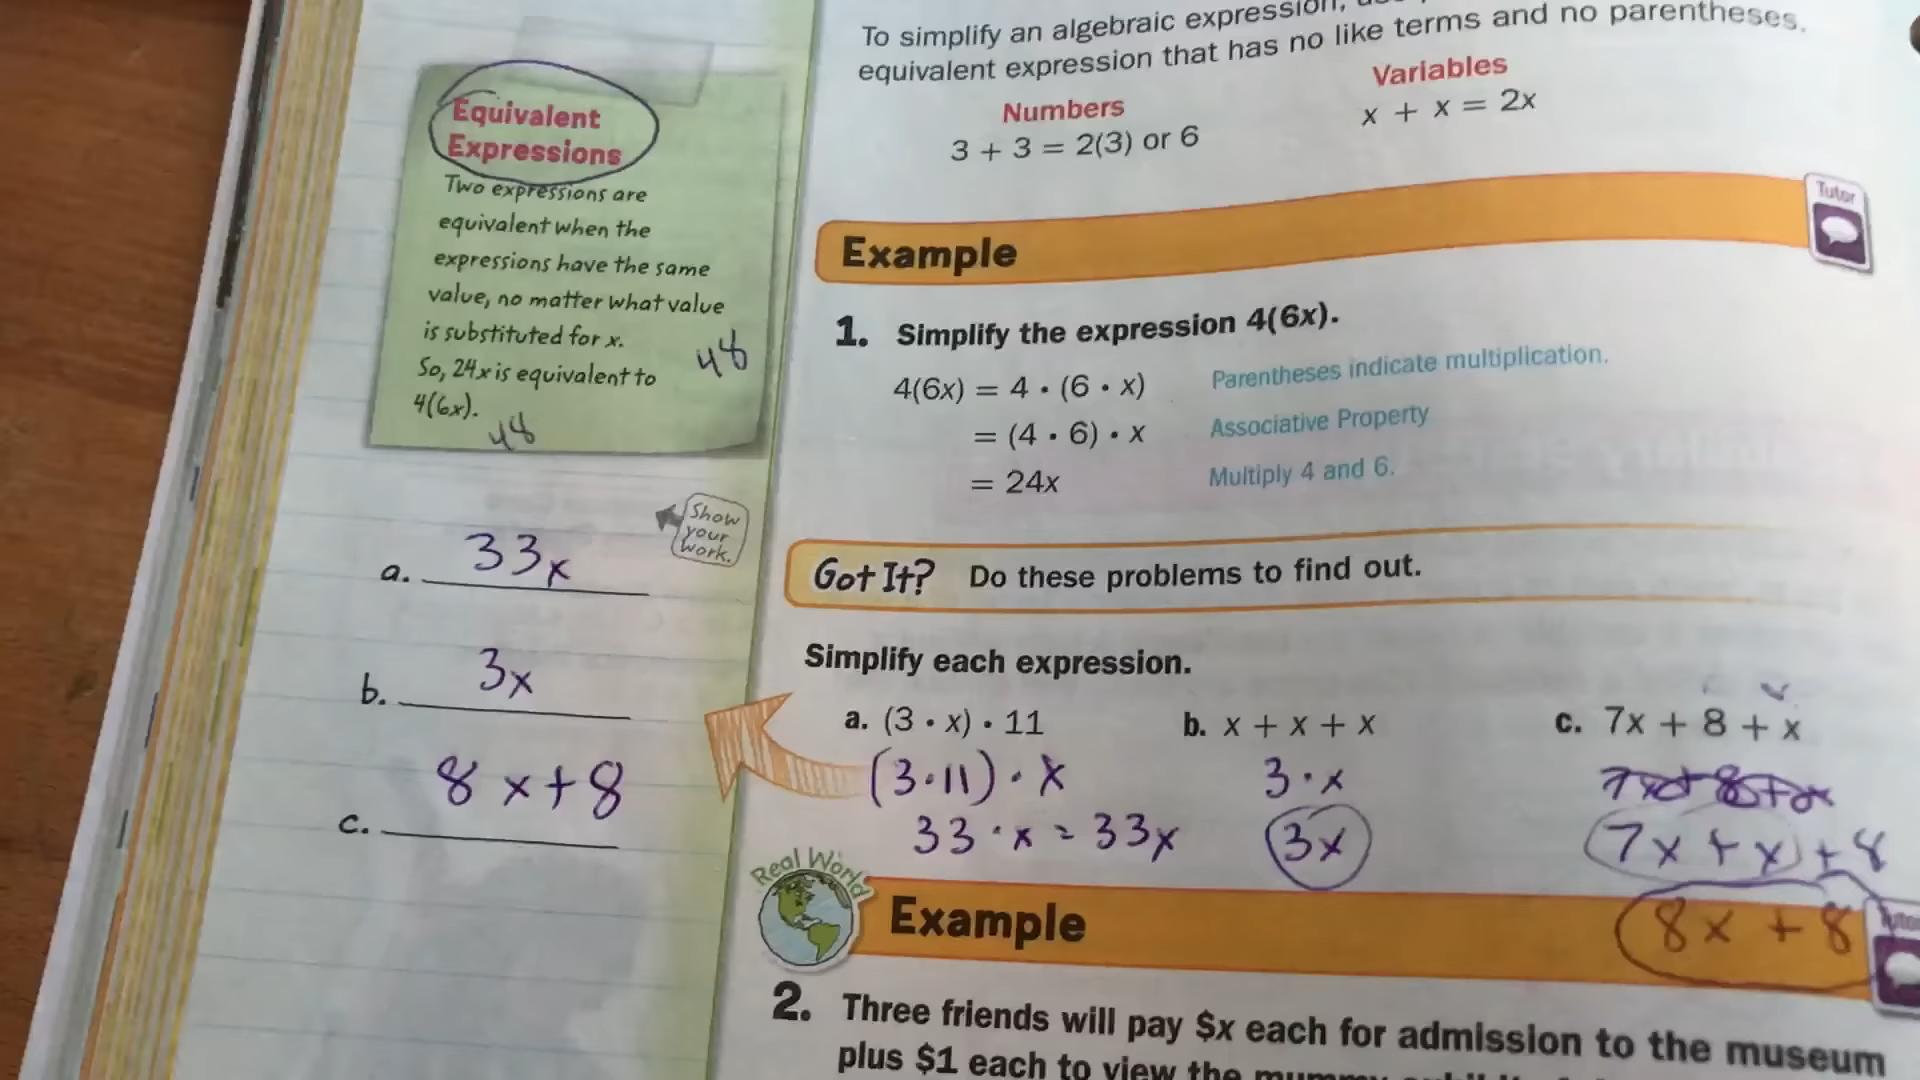 To simplify an algebraic expression,
equivalent expression that has no like terms and no parentheses.
Numbers
3 + 3 = 2(3) or 6
Variables
x + x = 2x
Equivalent
Expressions
Two expressions are
equivalent when the
expressions have the same
value, no matter what value
is substituted for x.
So, 24x is equivalent to
4(6x).
48
48
Example
Tutor
1. Simplify the expression 4(6x).
4(6x) = 4 • (6 • x) Parentheses indicate multiplication.
= (4 • 6) • x Associative Property
= 24x Multiply 4 and 6.
Show
your
work.
Got It? Do these problems to find out.
Simplify each expression.
a. (3 • x) • 11 b. x + x + x c. 7x + 8 + x
(3·11) · x 3 · x 7x + 8 + x
33 · x = 33x 3x 7x + x) + 8
8x + 8
a. 33x
b. 3x
c. 8x+8
Real World
Example
Tutor
2. Three friends will pay $x each for admission to the museum
plus $1 each to view the